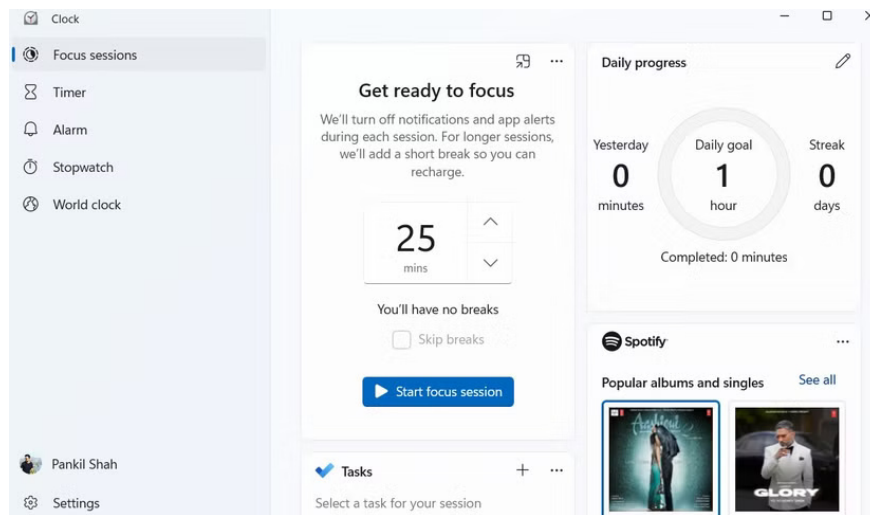 Clock
Focus sessions
Timer
Alarm
Stopwatch
World clock
Pankil Shah
Settings
Get ready to focus
We'll turn off notifications and app alerts
during each session. For longer sessions,
we'll add a short break so you can
recharge.
25
mins
You'll have no breaks
Skip breaks
Start focus session
Tasks
Select a task for your session
Daily progress
Yesterday
0
minutes
Daily goal
1
hour
Streak
0
days
Completed: 0 minutes
Spotify
Popular albums and singles
See all
Aashiqui
GLORY